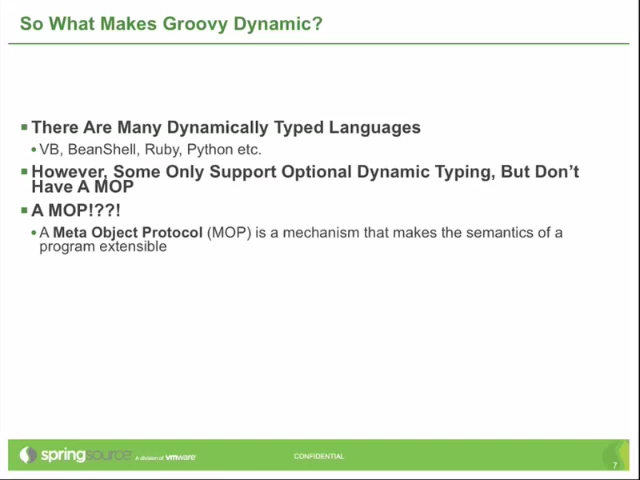 So What Makes Groovy Dynamic?
There Are Many Dynamically Typed Languages
VB, BeanShell, Ruby, Python etc.
However, Some Only Support Optional Dynamic Typing, But Don't
Have A MOP
A MOP!??!
A Meta Object Protocol (MOP) is a mechanism that makes the semantics of a
program extensible
springsource A division of vmware CONFIDENTIAL
7